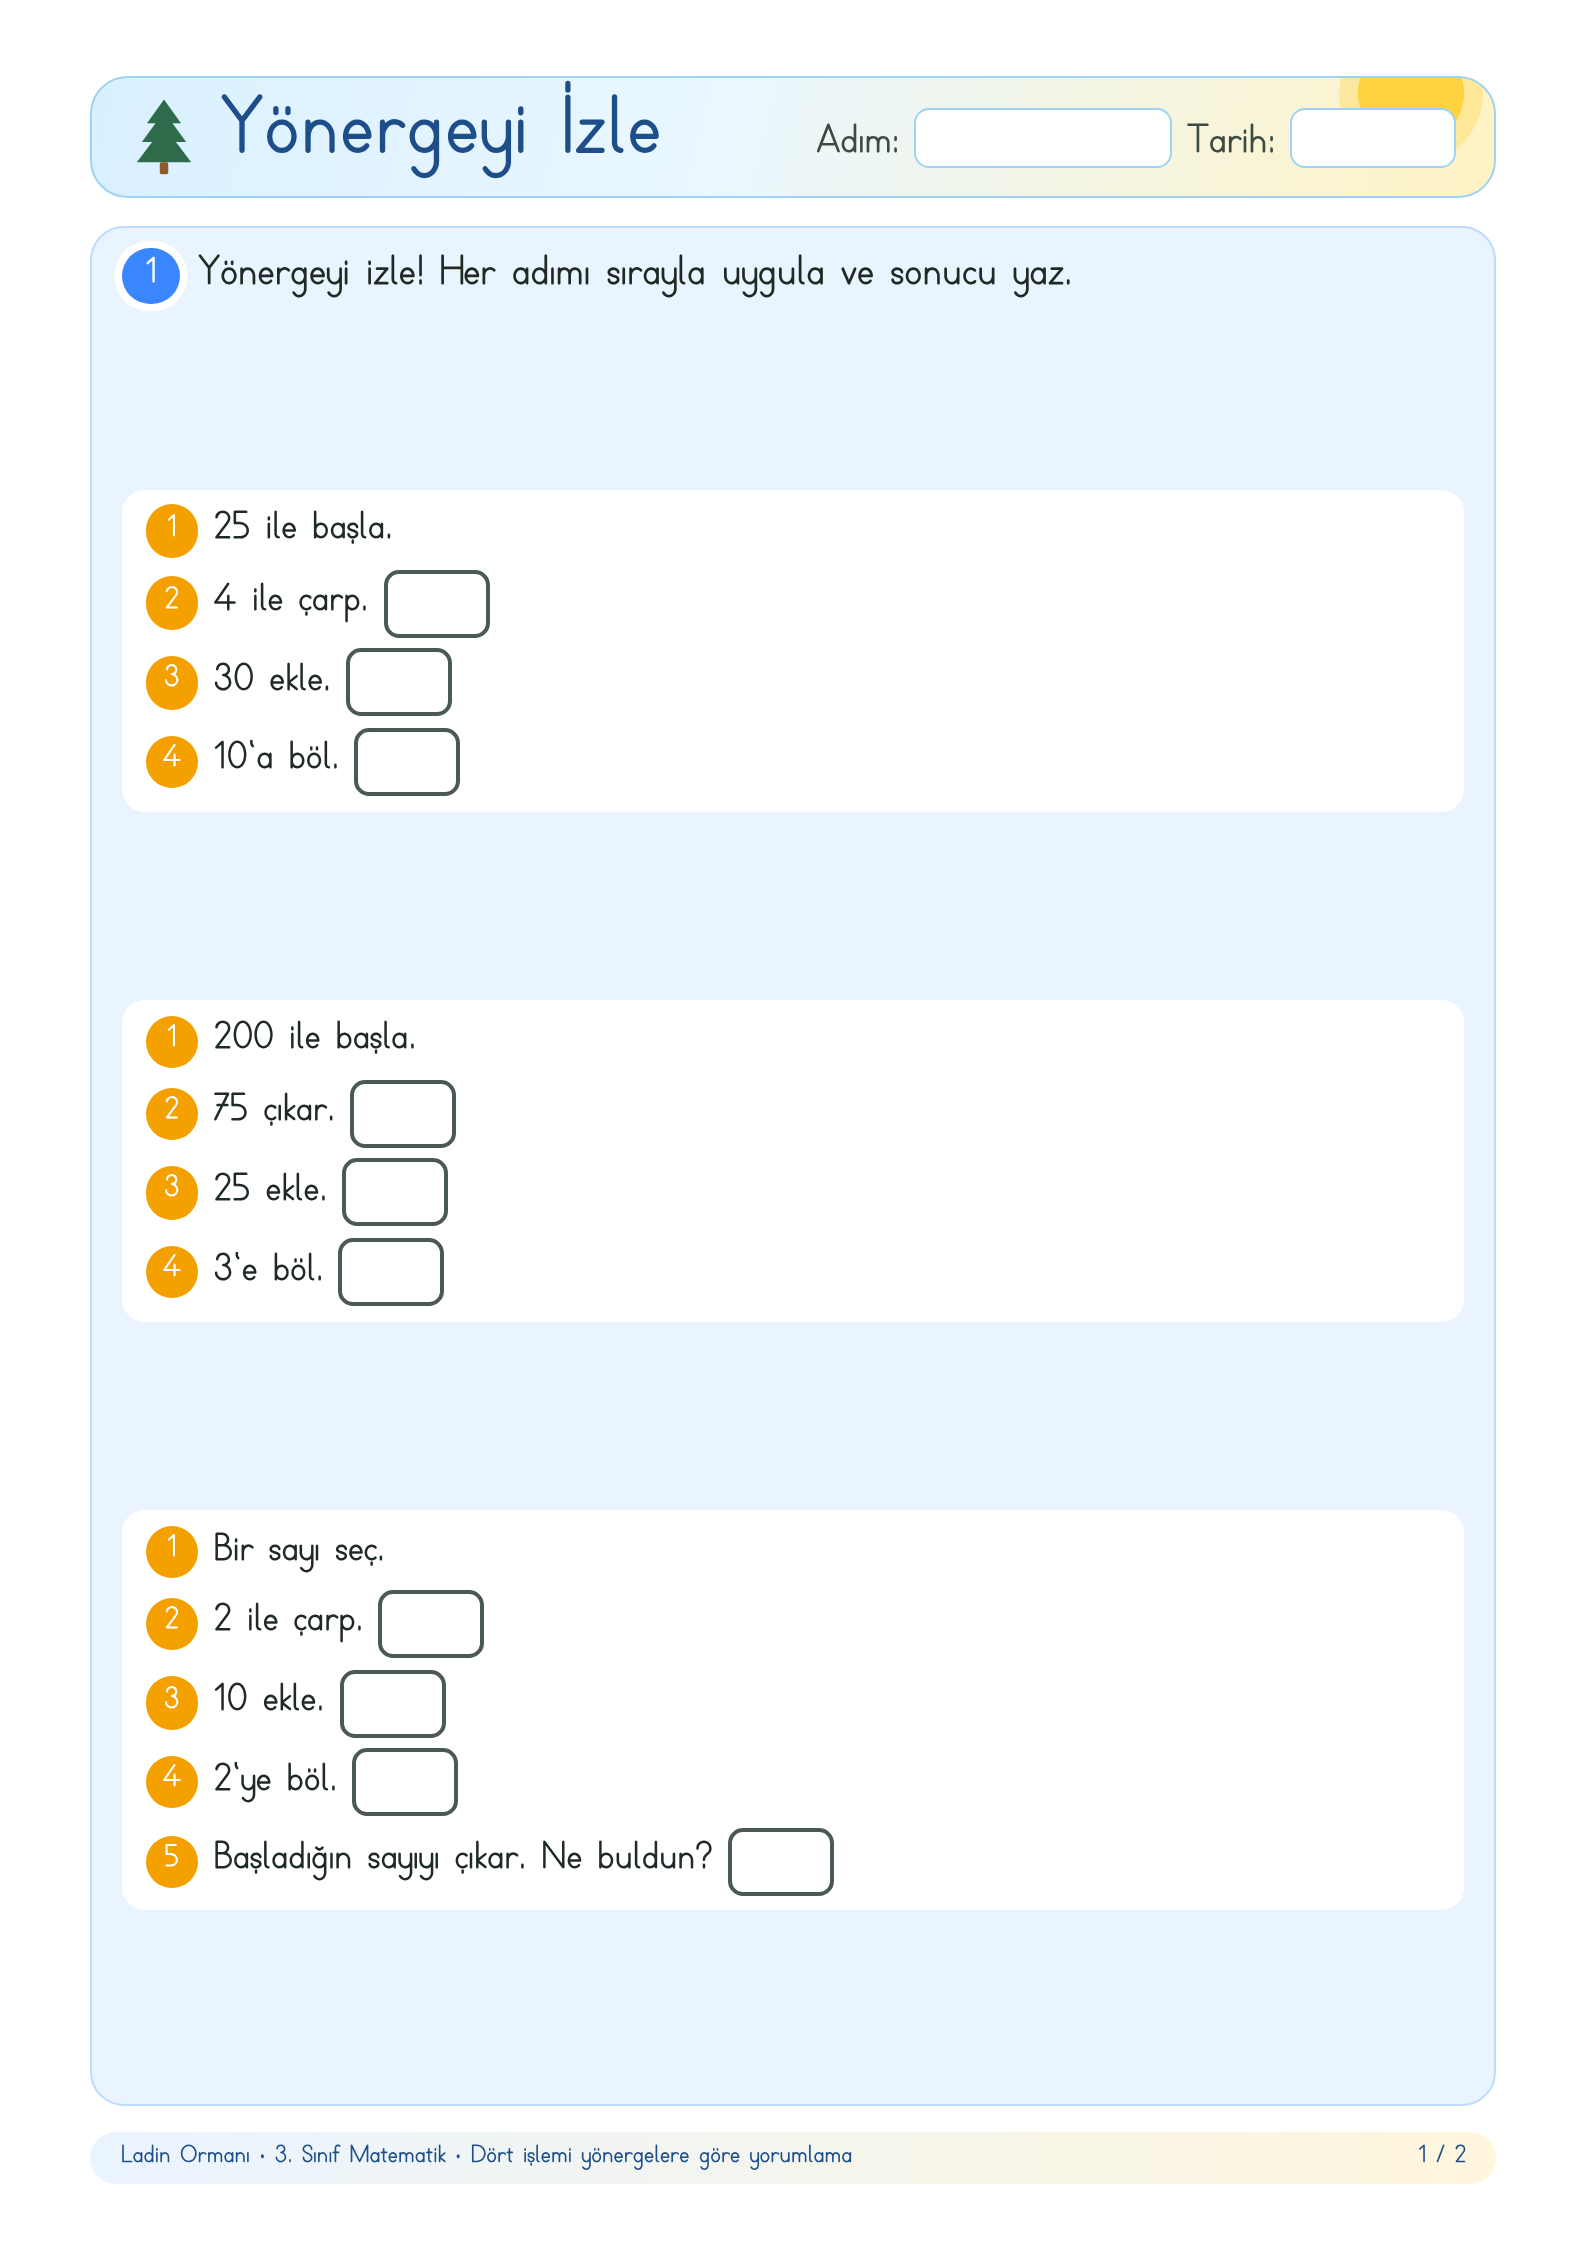 Yönergeyi İzle
Adım:
Tarih:
1 Yönergeyi izle! Her adımı sırayla uygula ve sonucu yaz.
1 25 ile başla.
2 4 ile çarp.
3 30 ekle.
4 10'a böl.
1 200 ile başla.
2 75 çıkar.
3 25 ekle.
4 3'e böl.
1 Bir sayı seç.
2 2 ile çarp.
3 10 ekle.
4 2'ye böl.
5 Başladığın sayıyı çıkar. Ne buldun?
Ladin Ormanı • 3. Sınıf Matematik • Dört işlemi yönergelere göre yorumlama
1 / 2